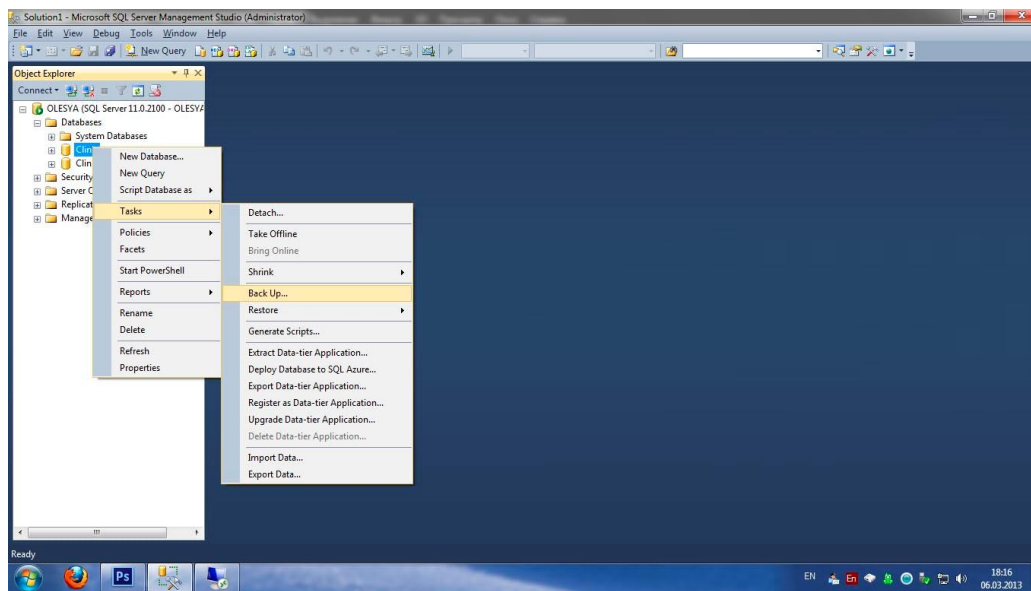 Solution1 - Microsoft SQL Server Management Studio (Administrator)
File Edit View Debug Tools Window Help
New Query
Object Explorer
Connect
OLESYA (SQL Server 11.0.2100 - OLESYA
Databases
System Databases
Clin
Clin
Security
Server O
Replicat
Manage
New Database...
New Query
Script Database as
Tasks
Policies
Facets
Start PowerShell
Reports
Rename
Delete
Refresh
Properties
Detach...
Take Offline
Bring Online
Shrink
Back Up...
Restore
Generate Scripts...
Extract Data-tier Application...
Deploy Database to SQL Azure...
Export Data-tier Application...
Register as Data-tier Application...
Upgrade Data-tier Application...
Delete Data-tier Application...
Import Data...
Export Data...
Ready
Ps
EN
En
18:16
06.03.2013